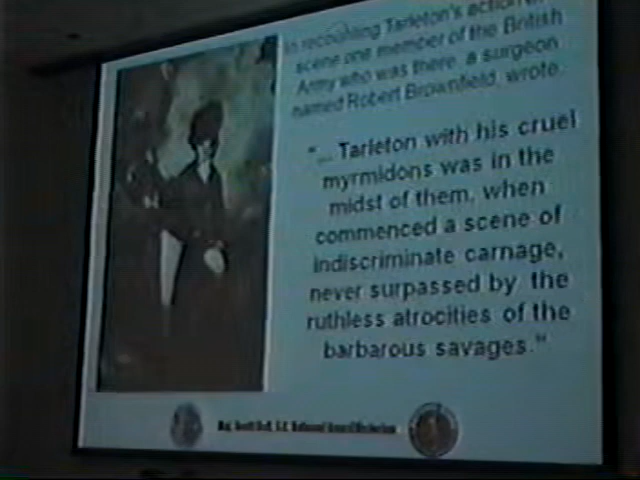 In recounting Tarleton's action
scene one member of the British
Army who was there, a surgeon
named Robert Brownfield, wrote
"... Tarleton with his cruel
myrmidons was in the
midst of them, when
commenced a scene of
indiscriminate carnage,
never surpassed by the
ruthless atrocities of the
barbarous savages."